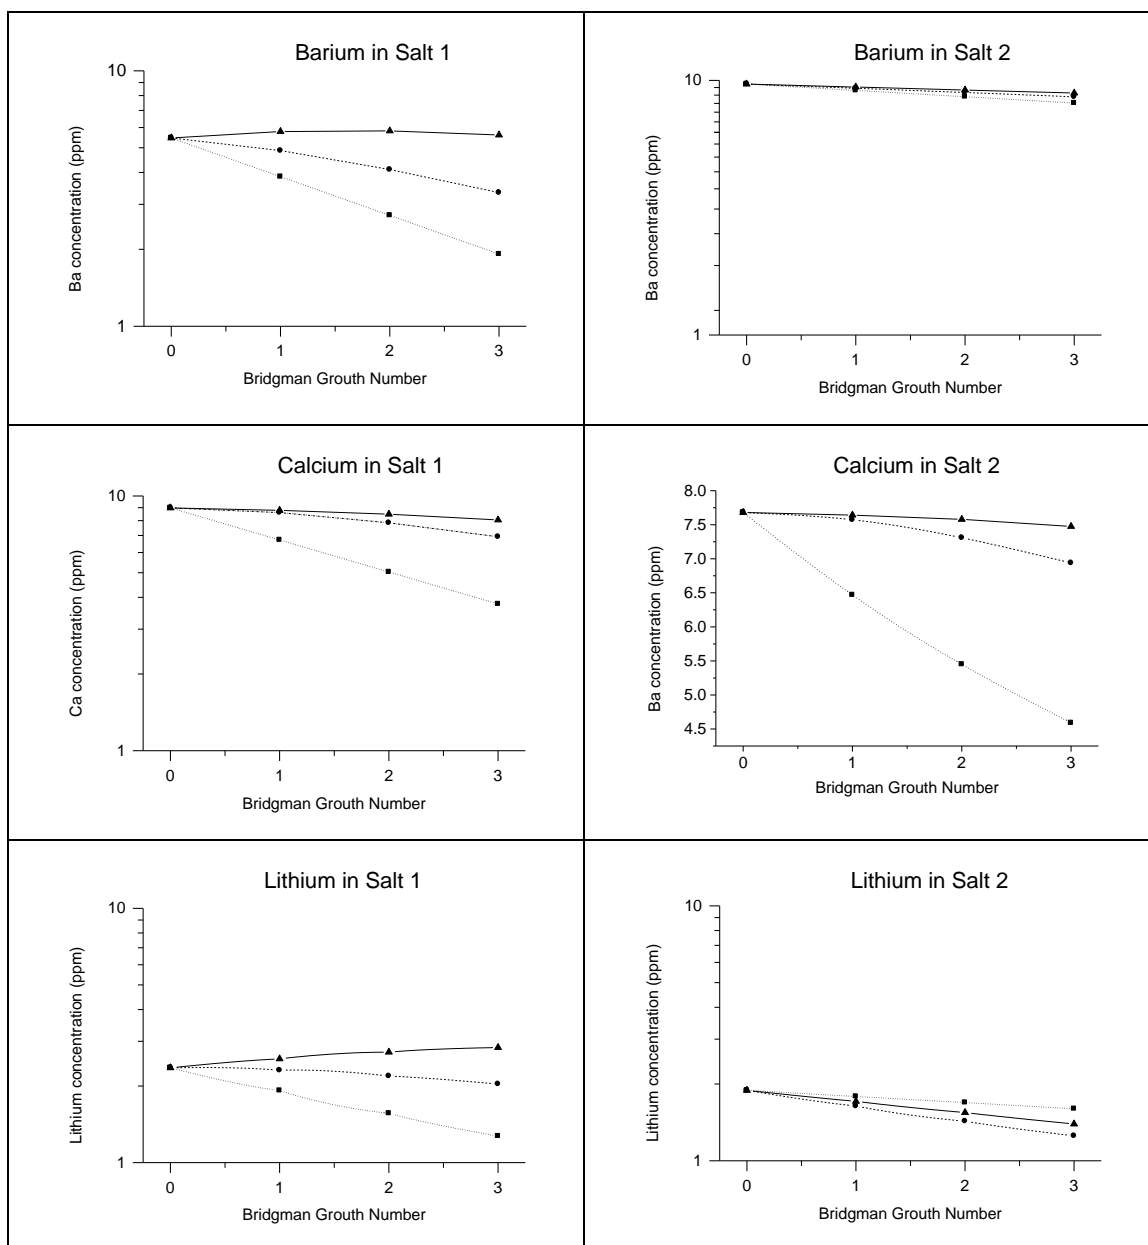 Barium in Salt 1
10
1
Ba concentration (ppm)
0 1 2 3
Bridgman Grouth Number
Barium in Salt 2
10
1
Ba concentration (ppm)
0 1 2 3
Bridgman Grouth Number
Calcium in Salt 1
10
1
Ca concentration (ppm)
0 1 2 3
Bridgman Grouth Number
Calcium in Salt 2
8.0
7.5
7.0
6.5
6.0
5.5
5.0
4.5
Ba concentration (ppm)
0 1 2 3
Bridgman Grouth Number
Lithium in Salt 1
10
1
Lithium concentration (ppm)
0 1 2 3
Bridgman Grouth Number
Lithium in Salt 2
10
1
Lithium concentration (ppm)
0 1 2 3
Bridgman Grouth Number